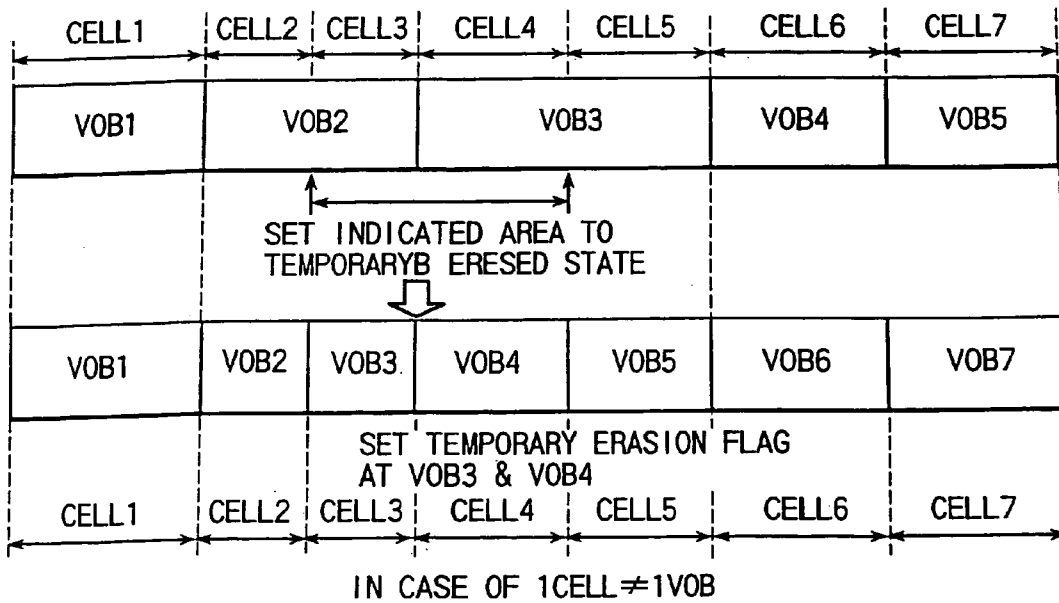 CELL1 CELL2 CELL3 CELL4 CELL5 CELL6 CELL7
VOB1 VOB2 VOB3 VOB4 VOB5
SET INDICATED AREA TO
TEMPORARYB ERESED STATE
VOB1 VOB2 VOB3 VOB4 VOB5 VOB6 VOB7
SET TEMPORARY ERASION FLAG
AT VOB3 & VOB4
CELL1 CELL2 CELL3 CELL4 CELL5 CELL6 CELL7
IN CASE OF 1CELL≠1VOB